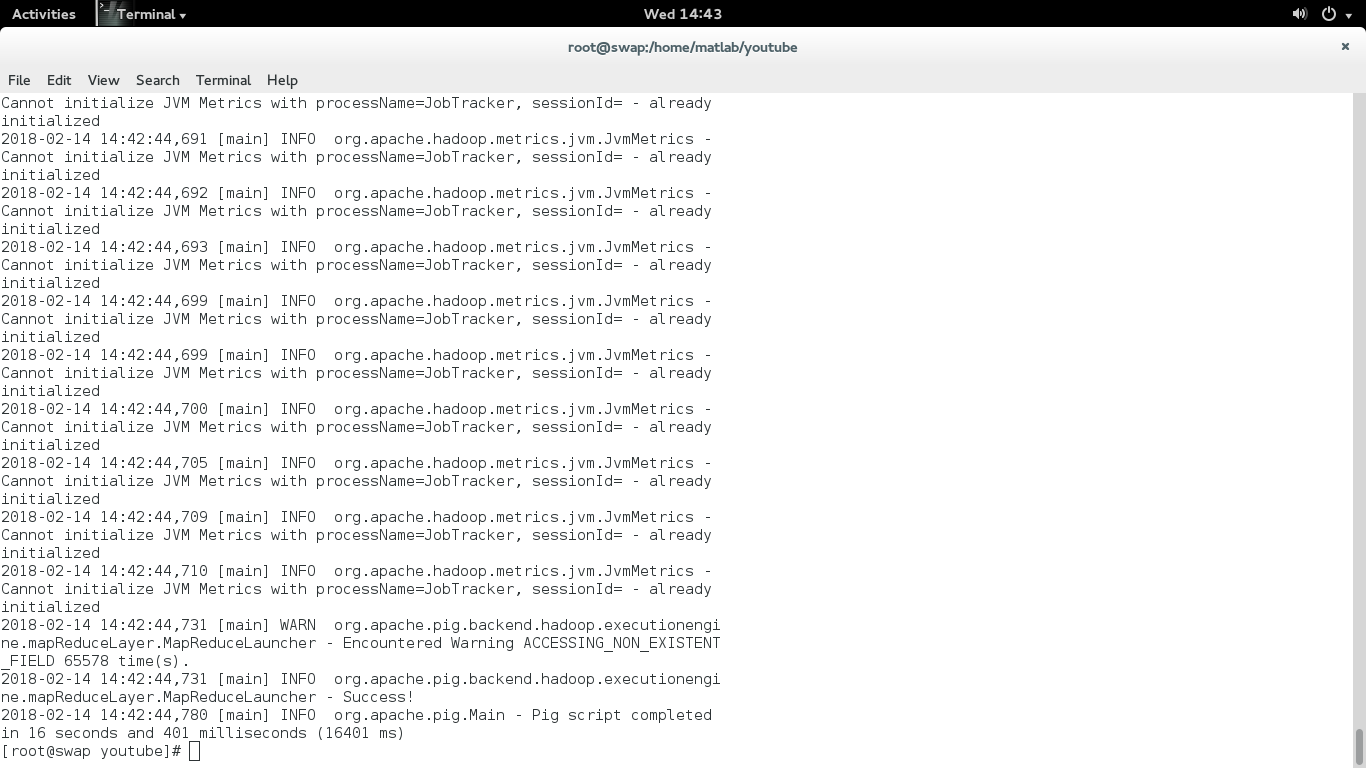 Activities Terminal Wed 14:43
root@swap:/home/matlab/youtube
File Edit View Search Terminal Help
Cannot initialize JVM Metrics with processName=JobTracker, sessionId= - already
initialized
2018-02-14 14:42:44,691 [main] INFO  org.apache.hadoop.metrics.jvm.JvmMetrics -
Cannot initialize JVM Metrics with processName=JobTracker, sessionId= - already
initialized
2018-02-14 14:42:44,692 [main] INFO  org.apache.hadoop.metrics.jvm.JvmMetrics -
Cannot initialize JVM Metrics with processName=JobTracker, sessionId= - already
initialized
2018-02-14 14:42:44,693 [main] INFO  org.apache.hadoop.metrics.jvm.JvmMetrics -
Cannot initialize JVM Metrics with processName=JobTracker, sessionId= - already
initialized
2018-02-14 14:42:44,699 [main] INFO  org.apache.hadoop.metrics.jvm.JvmMetrics -
Cannot initialize JVM Metrics with processName=JobTracker, sessionId= - already
initialized
2018-02-14 14:42:44,699 [main] INFO  org.apache.hadoop.metrics.jvm.JvmMetrics -
Cannot initialize JVM Metrics with processName=JobTracker, sessionId= - already
initialized
2018-02-14 14:42:44,700 [main] INFO  org.apache.hadoop.metrics.jvm.JvmMetrics -
Cannot initialize JVM Metrics with processName=JobTracker, sessionId= - already
initialized
2018-02-14 14:42:44,705 [main] INFO  org.apache.hadoop.metrics.jvm.JvmMetrics -
Cannot initialize JVM Metrics with processName=JobTracker, sessionId= - already
initialized
2018-02-14 14:42:44,709 [main] INFO  org.apache.hadoop.metrics.jvm.JvmMetrics -
Cannot initialize JVM Metrics with processName=JobTracker, sessionId= - already
initialized
2018-02-14 14:42:44,710 [main] INFO  org.apache.hadoop.metrics.jvm.JvmMetrics -
Cannot initialize JVM Metrics with processName=JobTracker, sessionId= - already
initialized
2018-02-14 14:42:44,731 [main] WARN  org.apache.pig.backend.hadoop.executionengi
ne.mapReduceLayer.MapReduceLauncher - Encountered Warning ACCESSING_NON_EXISTENT
_FIELD 65578 time(s).
2018-02-14 14:42:44,731 [main] INFO  org.apache.pig.backend.hadoop.executionengi
ne.mapReduceLayer.MapReduceLauncher - Success!
2018-02-14 14:42:44,780 [main] INFO  org.apache.pig.Main - Pig script completed
in 16 seconds and 401 milliseconds (16401 ms)
[root@swap youtube]#